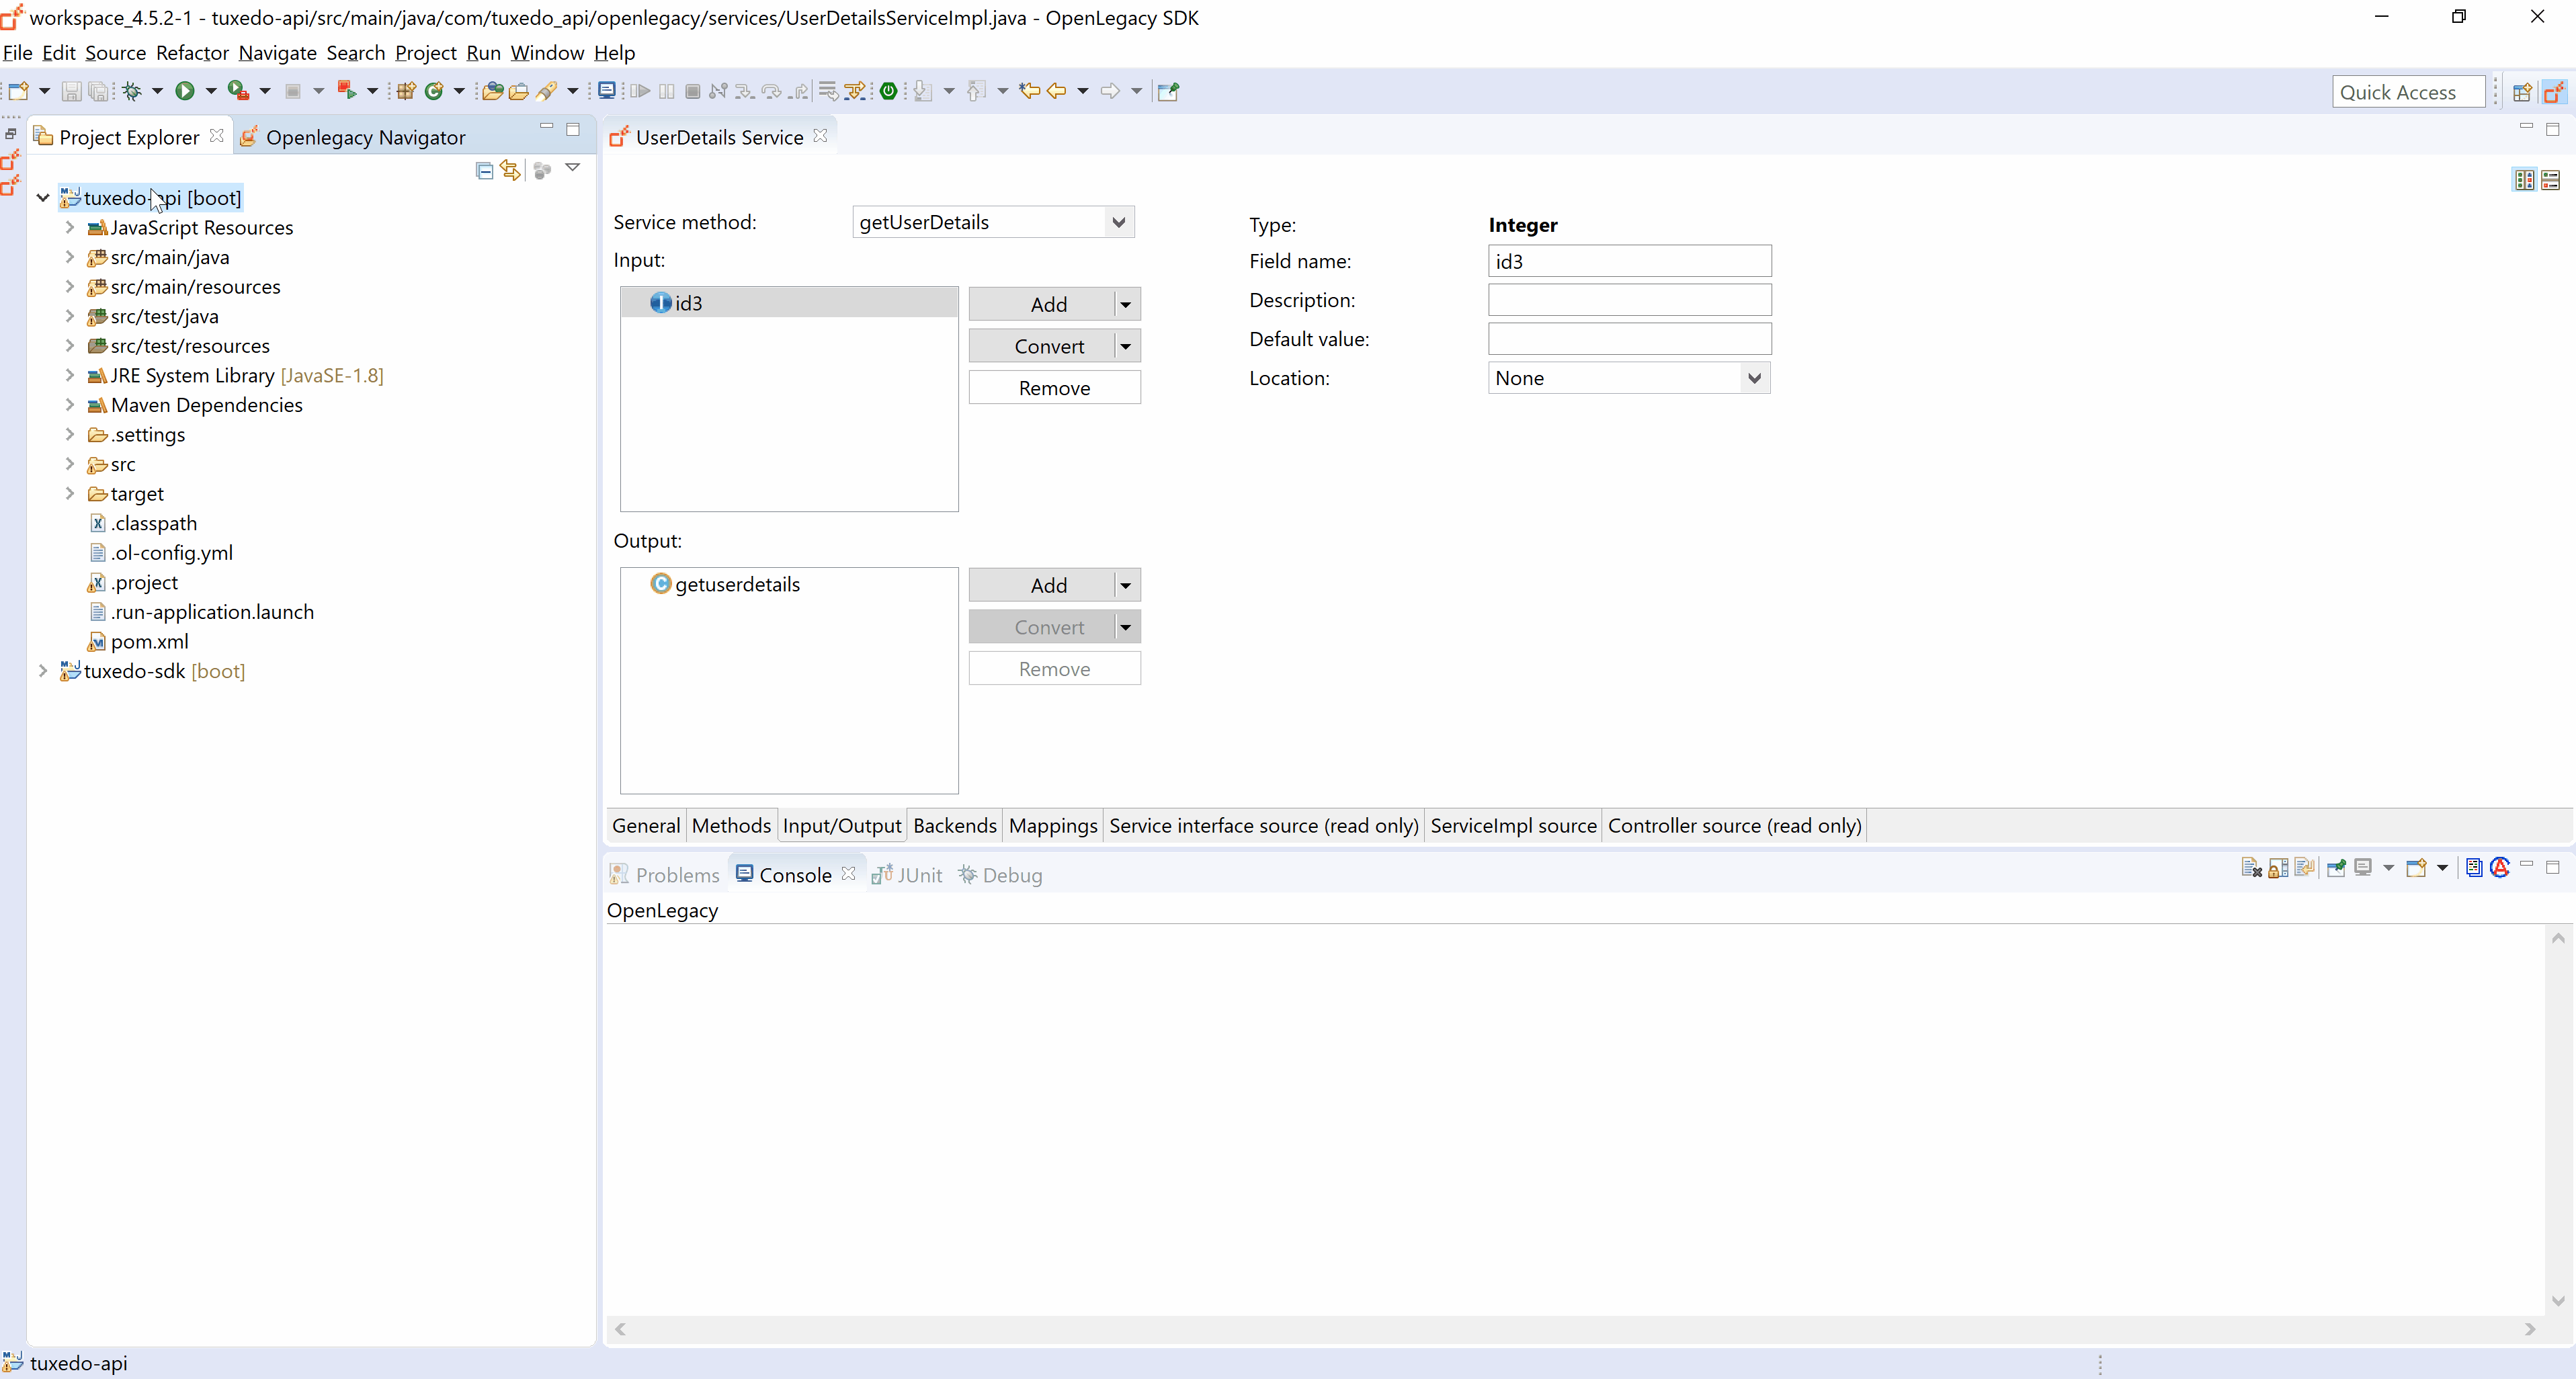 workspace_4.5.2-1 - tuxedo-api/src/main/java/com/tuxedo_api/openlegacy/services/UserDetailsServiceImpl.java - OpenLegacy SDK
File Edit Source Refactor Navigate Search Project Run Window Help
Quick Access
Project Explorer
Openlegacy Navigator
tuxedo-api [boot]
JavaScript Resources
src/main/java
src/main/resources
src/test/java
src/test/resources
JRE System Library [JavaSE-1.8]
Maven Dependencies
.settings
src
target
.classpath
.ol-config.yml
.project
.run-application.launch
pom.xml
tuxedo-sdk [boot]
UserDetails Service
Service method: getUserDetails
Input:
id3
Add
Convert
Remove
Type: Integer
Field name: id3
Description:
Default value:
Location: None
Output:
getuserdetails
Add
Convert
Remove
General Methods Input/Output Backends Mappings Service interface source (read only) ServiceImpl source Controller source (read only)
Problems Console JUnit Debug
OpenLegacy
tuxedo-api